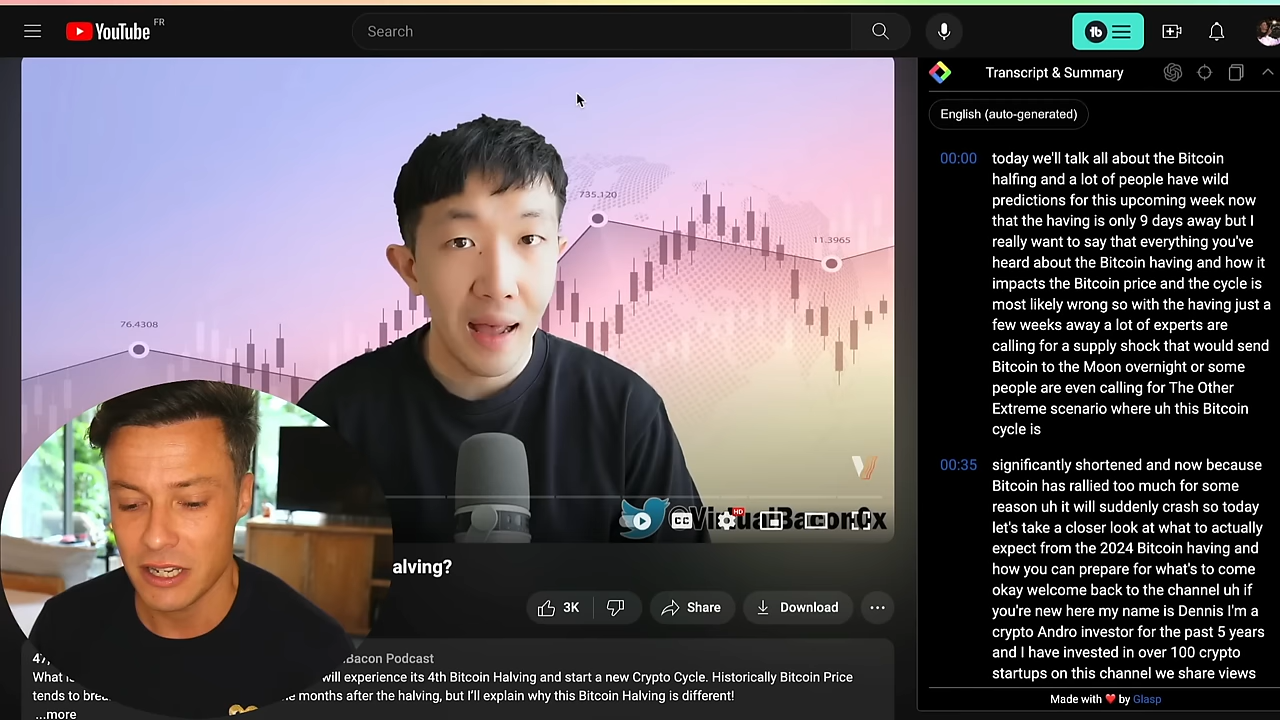 YouTube FR
Search
Transcript & Summary
English (auto-generated)
00:00
today we'll talk all about the Bitcoin
halfing and a lot of people have wild
predictions for this upcoming week now
that the having is only 9 days away but I
really want to say that everything you've
heard about the Bitcoin having and how it
impacts the Bitcoin price and the cycle is
most likely wrong so with the having just a
few weeks away a lot of experts are
calling for a supply shock that would send
Bitcoin to the Moon overnight or some
people are even calling for The Other
Extreme scenario where uh this Bitcoin
cycle is
00:35
significantly shortened and now because
Bitcoin has rallied too much for some
reason uh it will suddenly crash so today
let's take a closer look at what to actually
expect from the 2024 Bitcoin having and
how you can prepare for what's to come
okay welcome back to the channel uh if
you're new here my name is Dennis I'm a
crypto Andro investor for the past 5 years
and I have invested in over 100 crypto
startups on this channel we share views
Made with ❤️ by Glasp
735.120
11.3965
76.4308
CC
HD
alving?
3K
Share
Download
47,
Bacon Podcast
will experience its 4th Bitcoin Halving and start a new Crypto Cycle. Historically Bitcoin Price
tends to
months after the halving, but I'll explain why this Bitcoin Halving is different!
...more